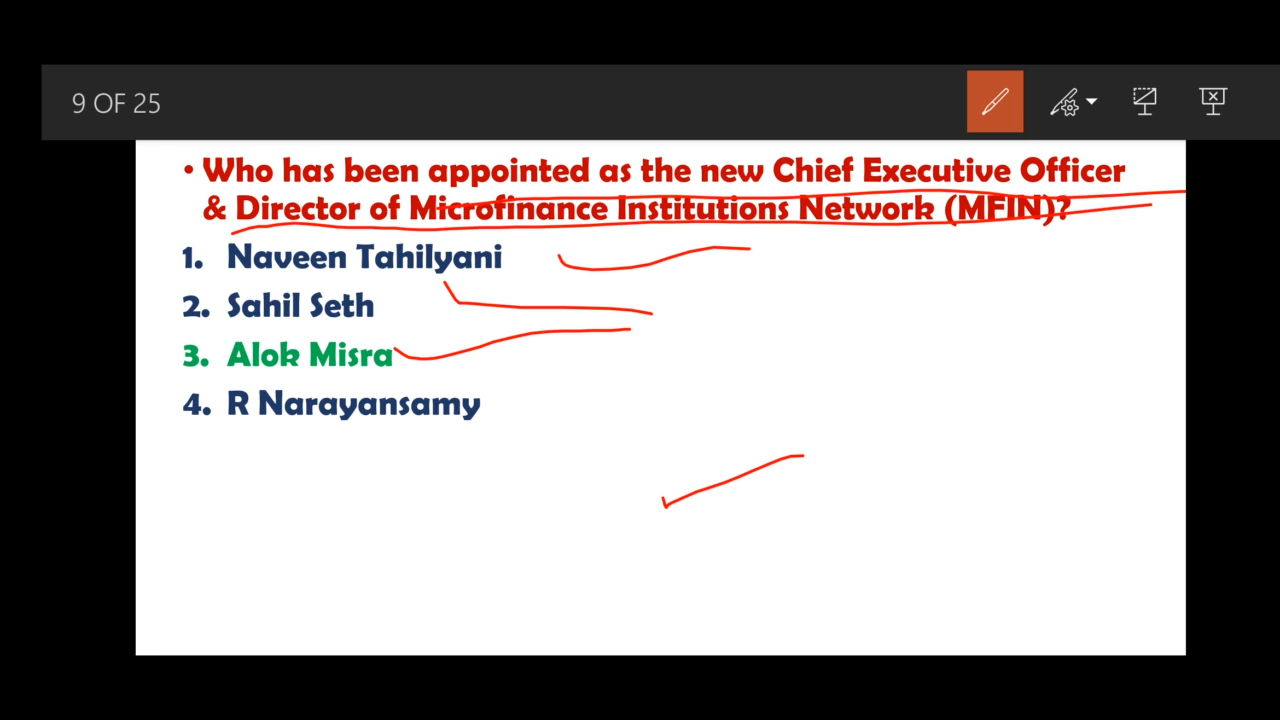 9 OF 25
• Who has been appointed as the new Chief Executive Officer
& Director of Microfinance Institutions Network (MFIN)?
1. Naveen Tahilyani
2. Sahil Seth
3. Alok Misra
4. R Narayansamy